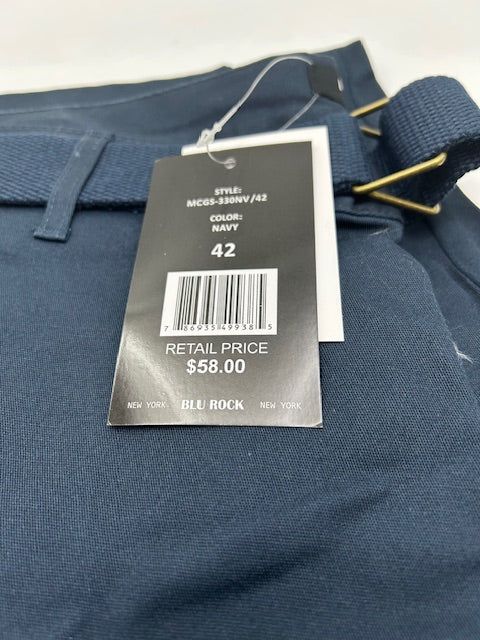 STYLE:
MCGS-330NV/42
COLOR:
NAVY
42
7 86935 49938 5
RETAIL PRICE
$58.00
NEW YORK BLU ROCK NEW YORK